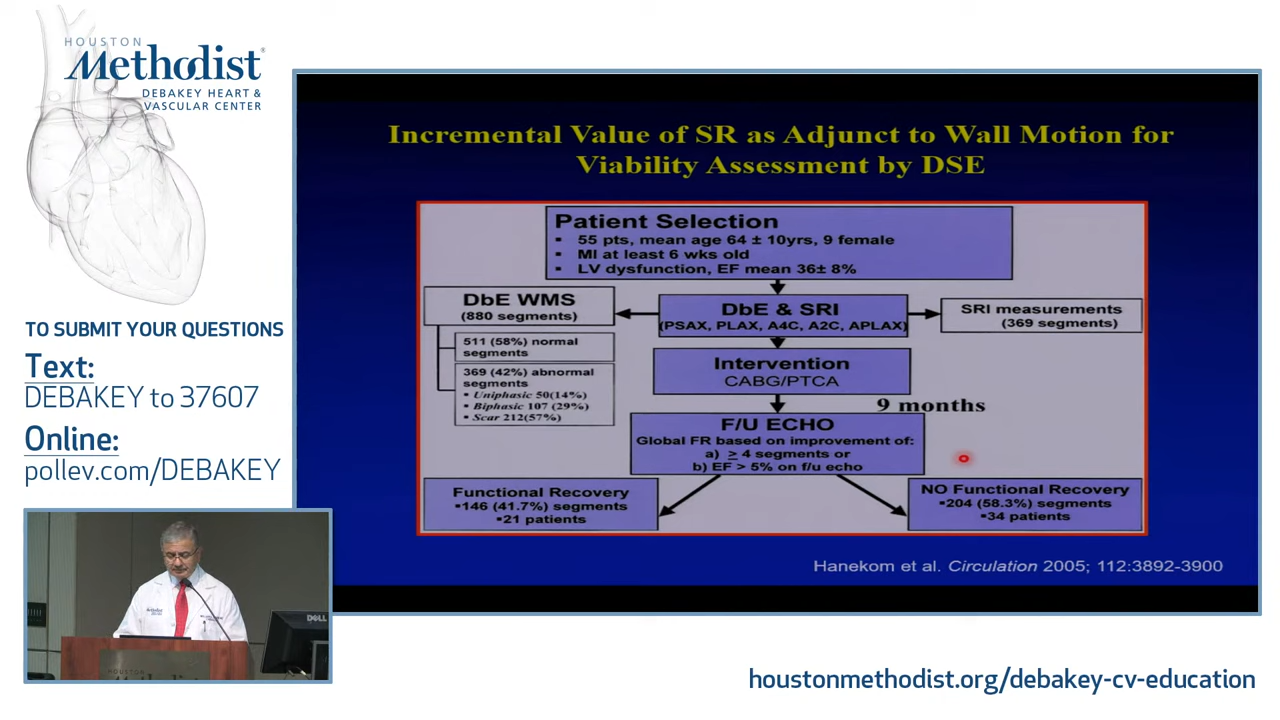 HOUSTON
Methodist®
DEBAKEY HEART &
VASCULAR CENTER
TO SUBMIT YOUR QUESTIONS
Text:
DEBAKEY to 37607
Online:
pollev.com/DEBAKEY
Incremental Value of SR as Adjunct to Wall Motion for
Viability Assessment by DSE
Patient Selection
▪ 55 pts, mean age 64 ± 10yrs, 9 female
▪ MI at least 6 wks old
▪ LV dysfunction, EF mean 36± 8%
DbE WMS
(880 segments)
511 (58%) normal
segments
369 (42%) abnormal
segments
▪ Uniphasic 50(14%)
▪ Biphasic 107 (29%)
▪ Scar 212(57%)
DbE & SRI
(PSAX, PLAX, A4C, A2C, APLAX)
SRI measurements
(369 segments)
Intervention
CABG/PTCA
9 months
F/U ECHO
Global FR based on improvement of:
a) ≥ 4 segments or
b) EF > 5% on f/u echo
Functional Recovery
▪146 (41.7%) segments
▪21 patients
NO Functional Recovery
▪204 (58.3%) segments
▪34 patients
Hanekom et al. Circulation 2005; 112:3892-3900
Methodist
DELL
HOUSTON
houstonmethodist.org/debakey-cv-education